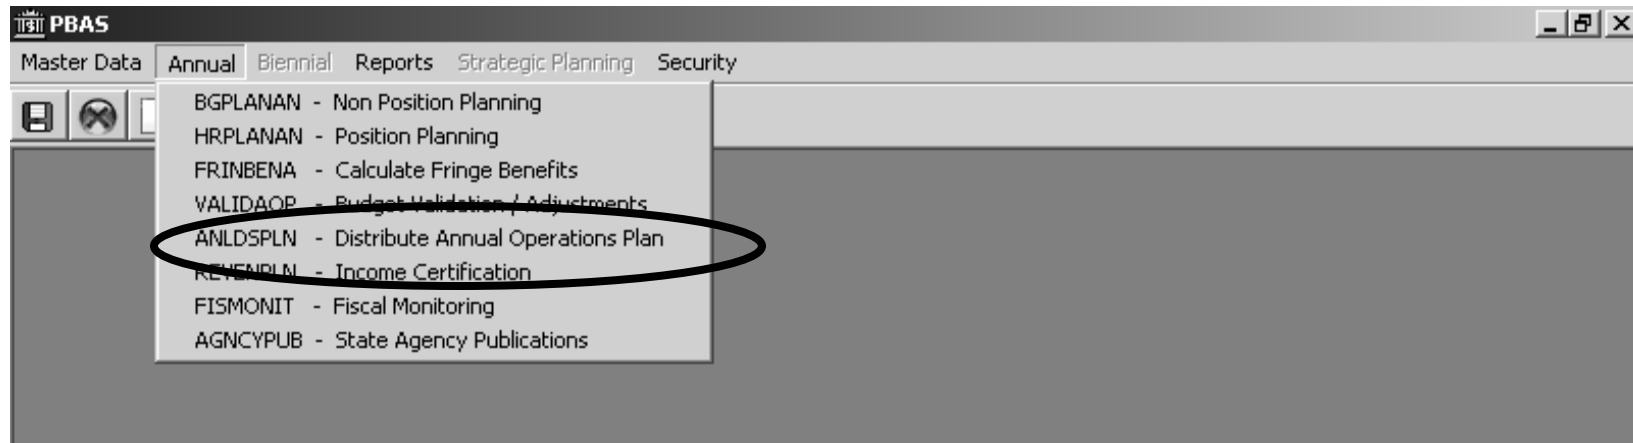 PBAS
Master Data Annual Biennial Reports Strategic Planning Security
BGPLANAN - Non Position Planning
HRPLANAN - Position Planning
FRINBENA - Calculate Fringe Benefits
VALIDAOP - Budget Validation / Adjustments
ANLDSPLN - Distribute Annual Operations Plan
REVENPLN - Income Certification
FISMONIT - Fiscal Monitoring
AGNCYPUB - State Agency Publications